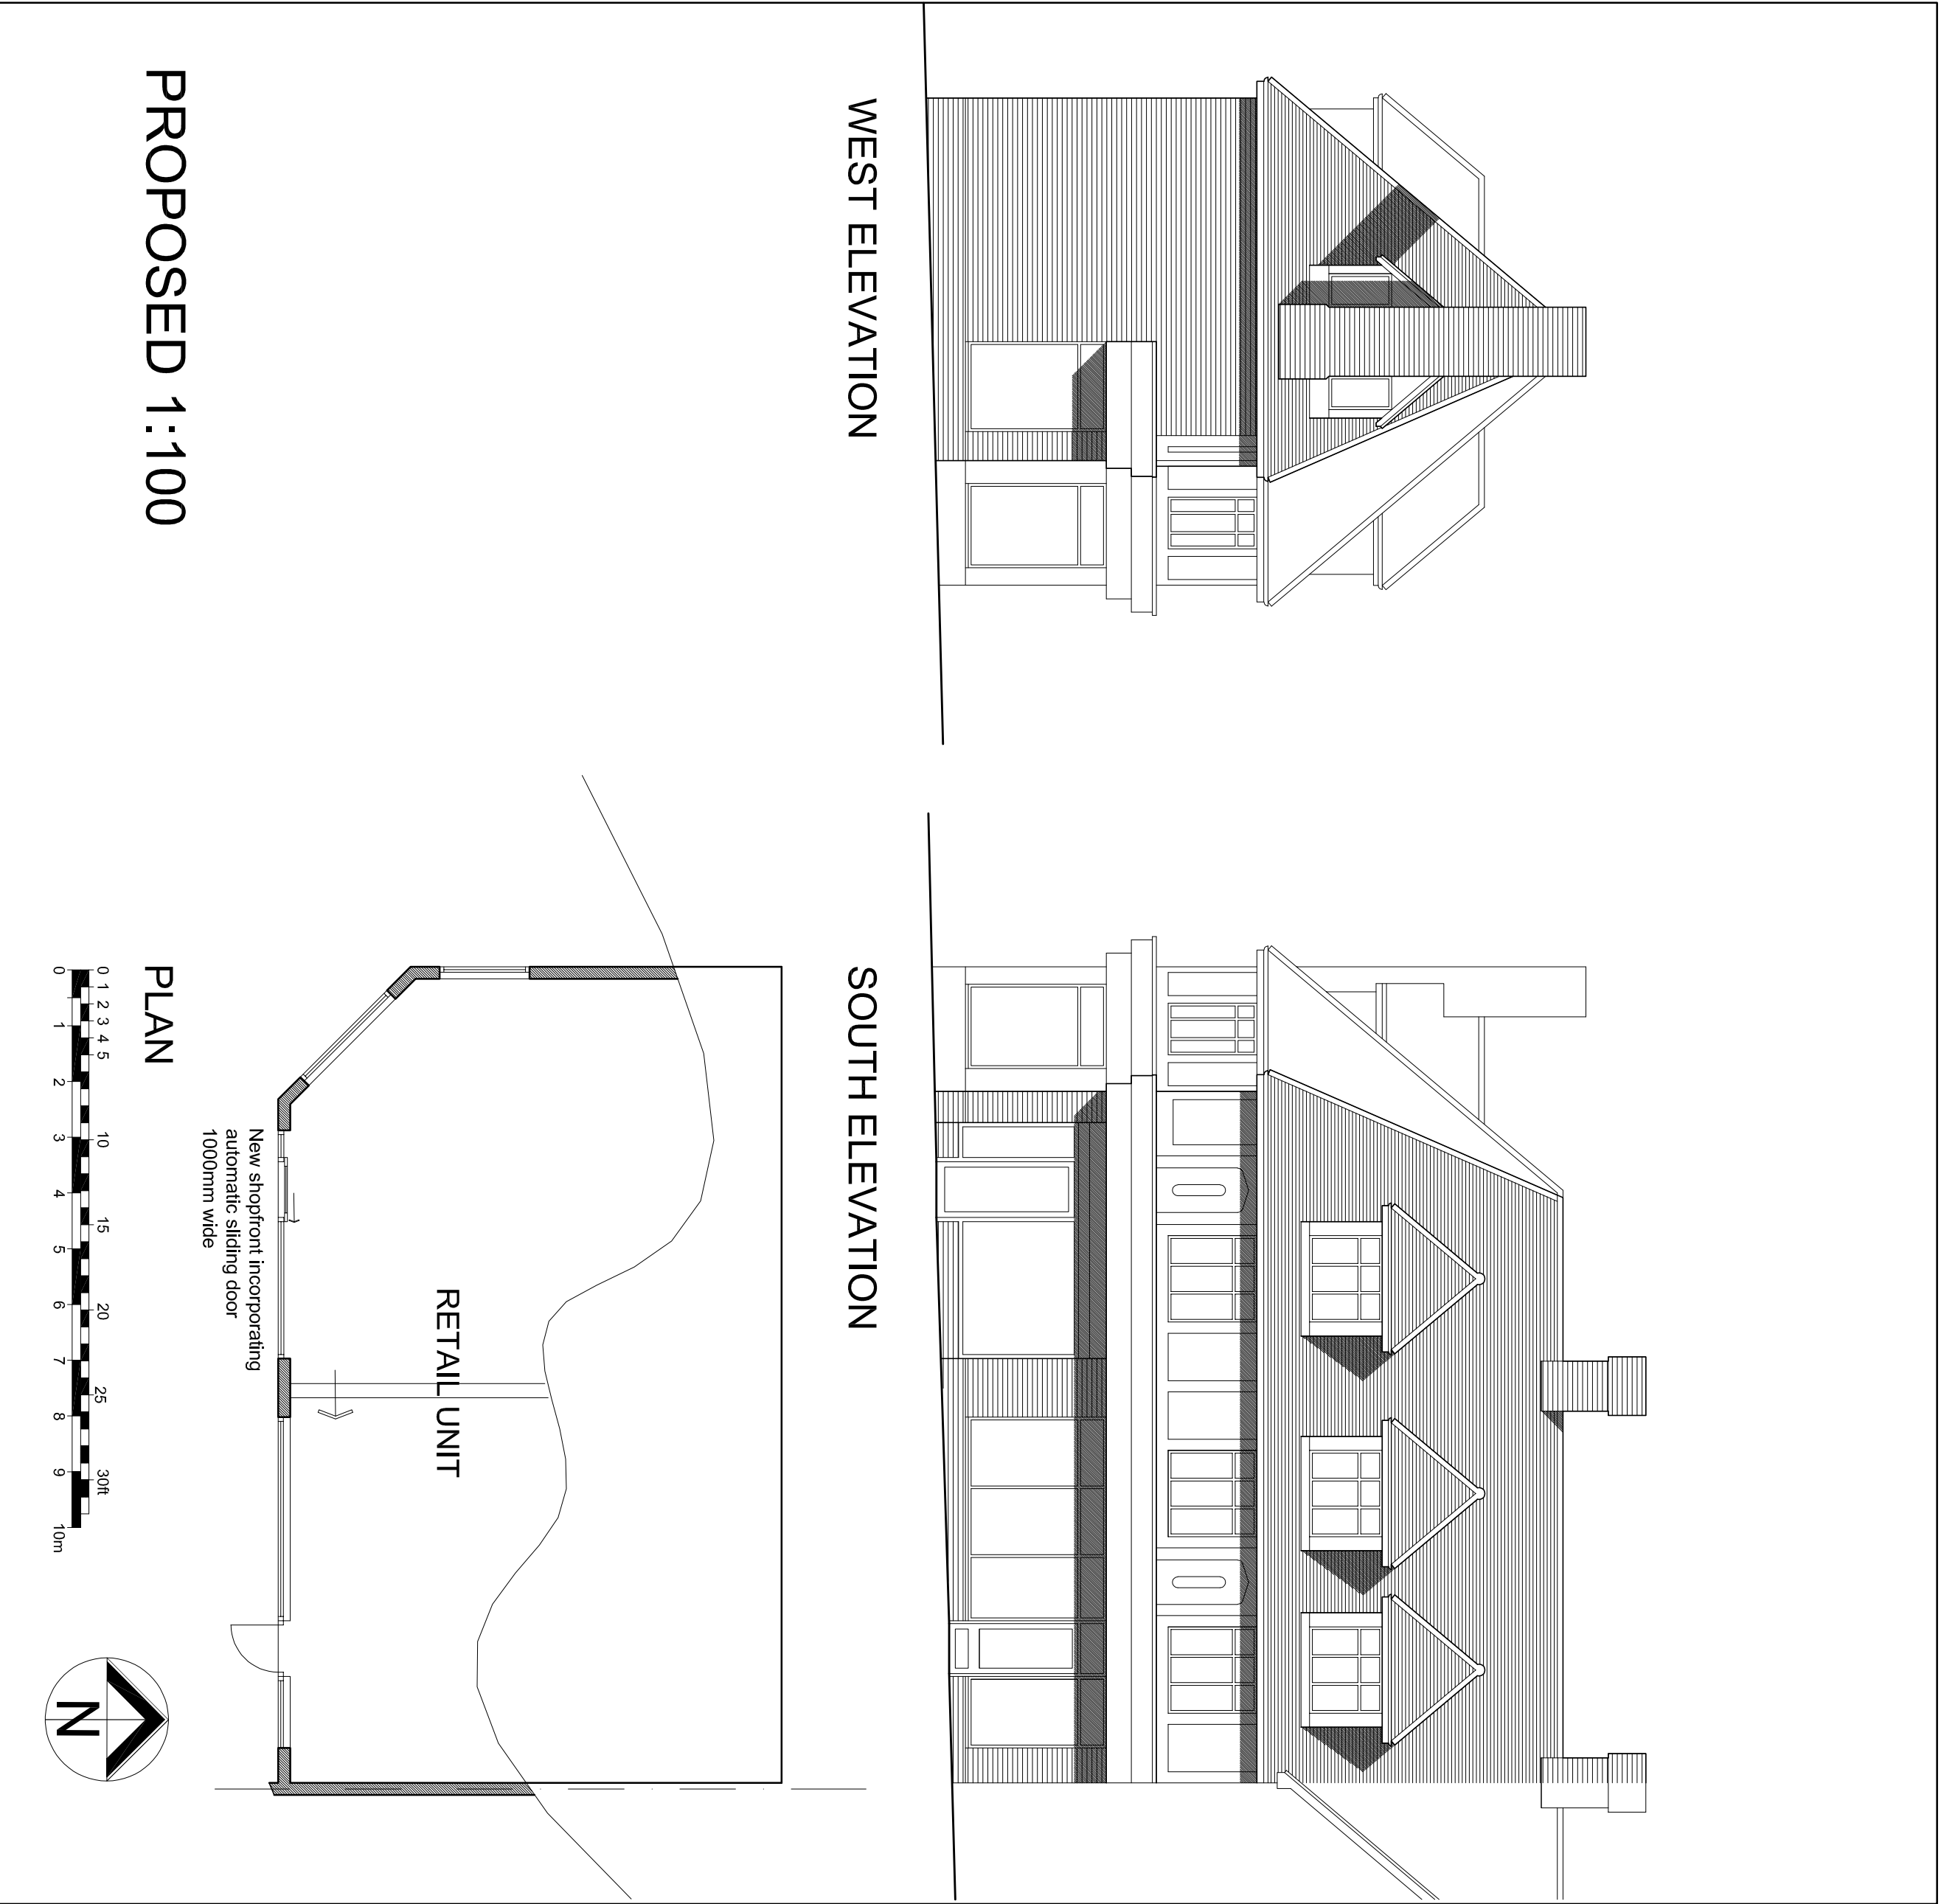 WEST ELEVATION
SOUTH ELEVATION
RETAIL UNIT
New shopfront incorporating
automatic sliding door
1000mm wide
PROPOSED 1:100
PLAN
0 1 2 3 4 5 10 15 20 25 30ft
0 1 2 3 4 5 6 7 8 9 10m
N